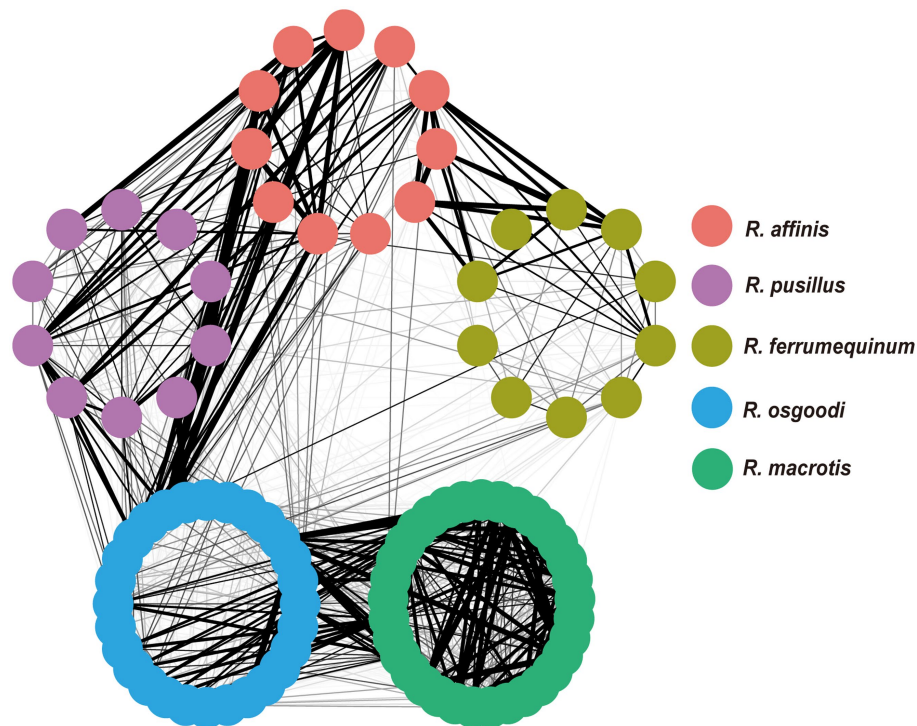 R. affinis
R. pusillus
R. ferrumequinum
R. osgoodi
R. macrotis